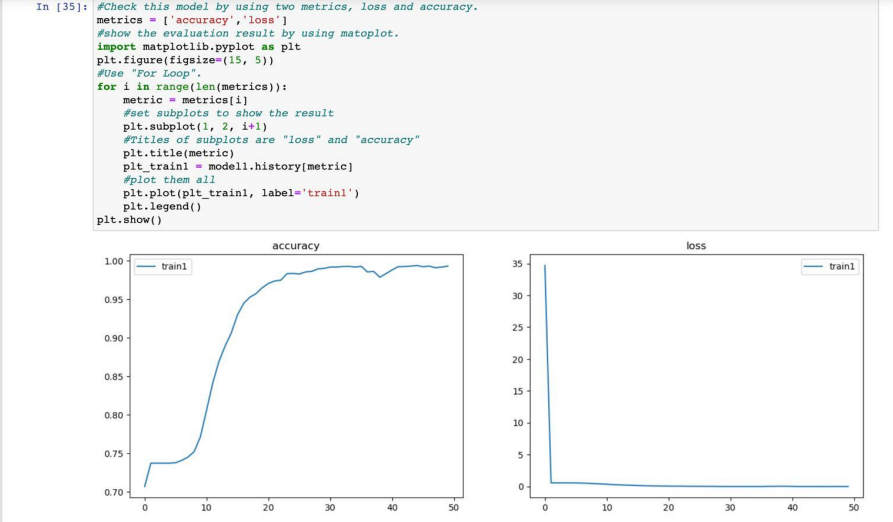 In [35]: #Check this model by using two metrics, loss and accuracy.
metrics = ['accuracy','loss']
#show the evaluation result by using matoplot.
import matplotlib.pyplot as plt
plt.figure(figsize=(15, 5))
#Use "For Loop".
for i in range(len(metrics)):
    metric = metrics[i]
    #set subplots to show the result
    plt.subplot(1, 2, i+1)
    #Titles of subplots are "loss" and "accuracy"
    plt.title(metric)
    plt_train1 = model1.history[metric]
    #plot them all
    plt.plot(plt_train1, label='train1')
    plt.legend()
plt.show()
accuracy
train1
1.00
0.95
0.90
0.85
0.80
0.75
0.70
0 10 20 30 40 50
loss
train1
35
30
25
20
15
10
5
0
0 10 20 30 40 50